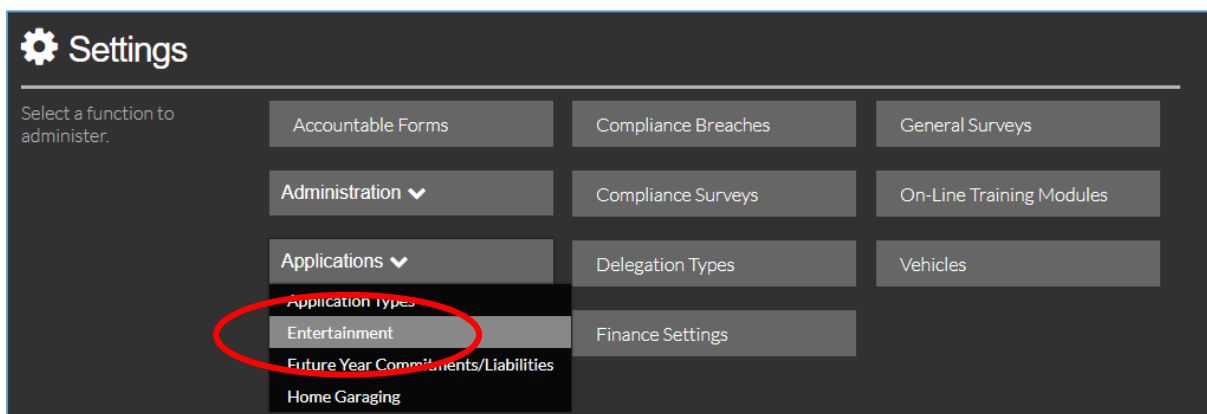 Settings
Select a function to
administer.
Accountable Forms
Compliance Breaches
General Surveys
Administration
Compliance Surveys
On-Line Training Modules
Applications
Delegation Types
Vehicles
Application Types
Entertainment
Finance Settings
Future Year Commitments/Liabilities
Home Garaging